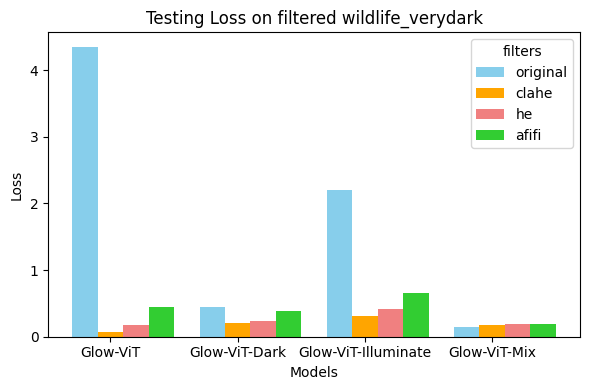 Testing Loss on filtered wildlife_verydark
filters
original
clahe
he
afifi
Loss
4
3
2
1
0
Glow-ViT
Glow-ViT-Dark
Glow-ViT-Illuminate
Glow-ViT-Mix
Models